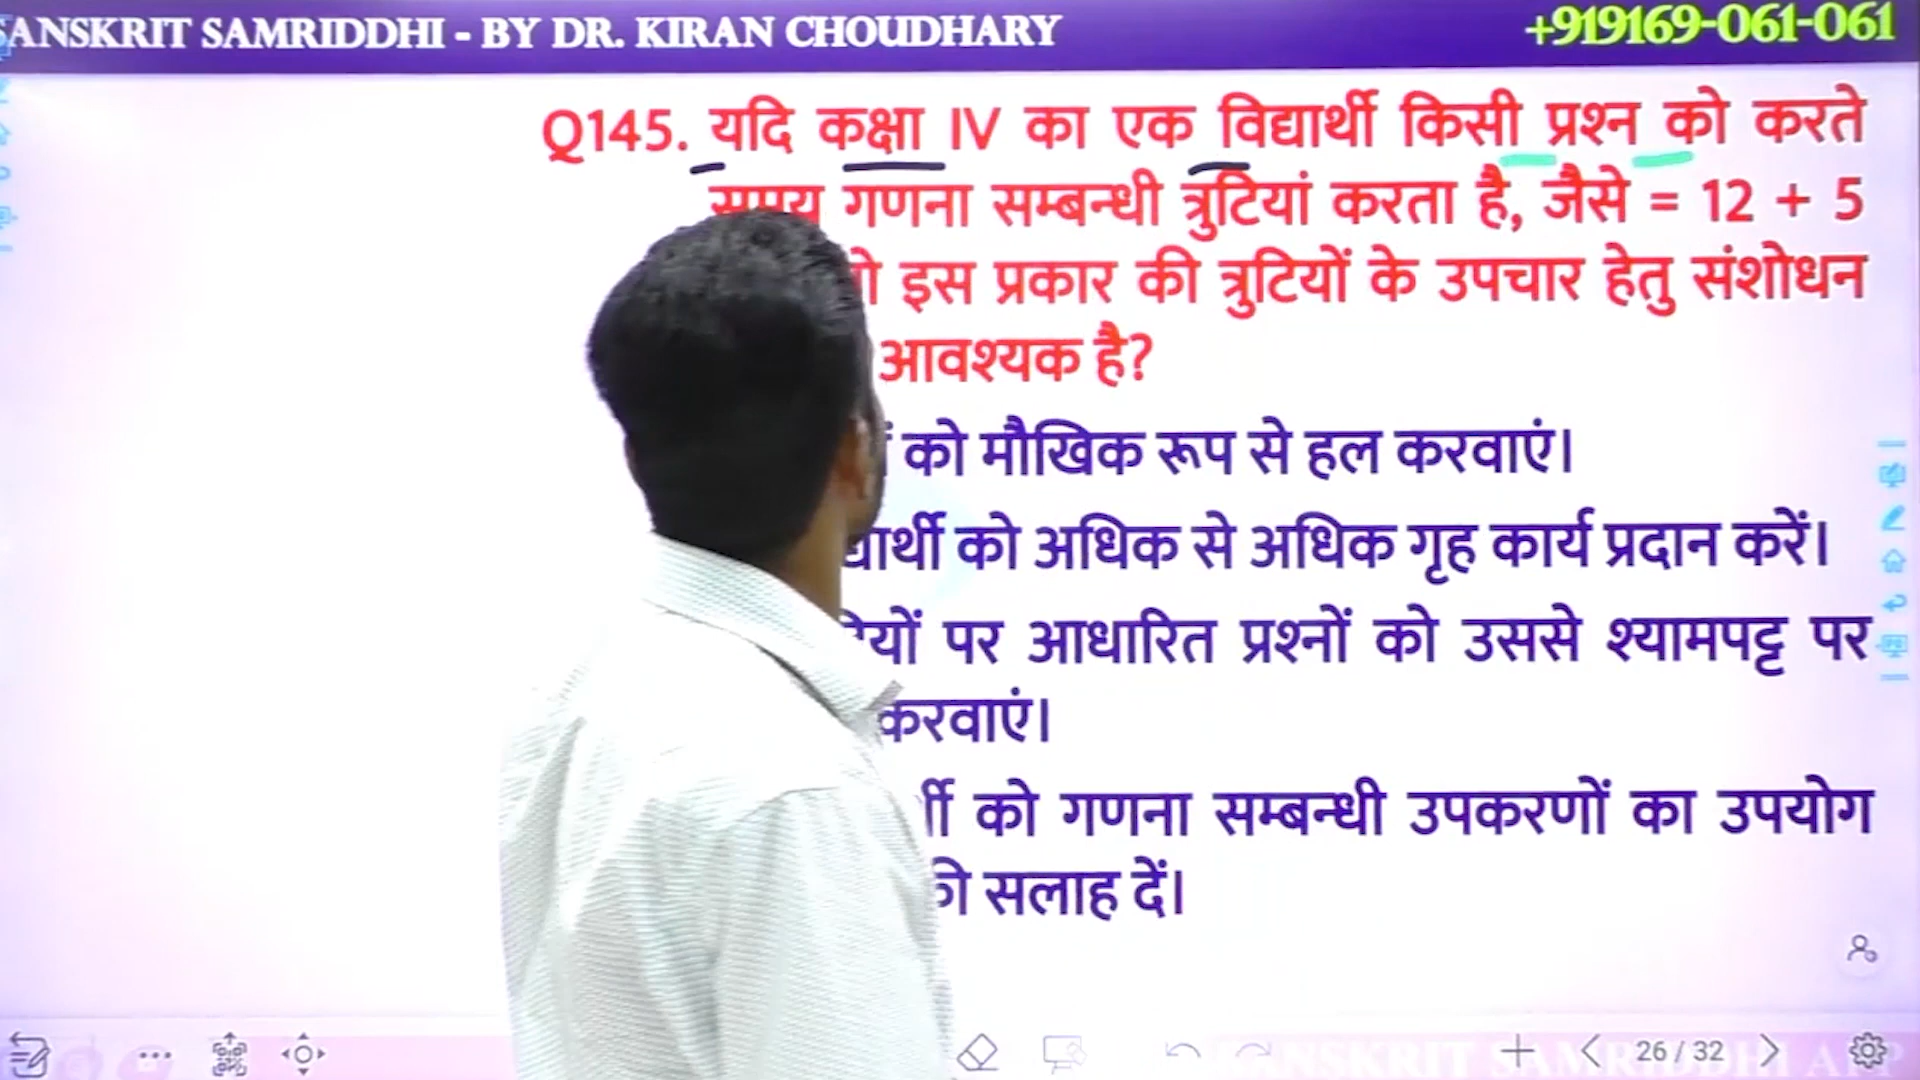 SANSKRIT SAMRIDDHI - BY DR. KIRAN CHOUDHARY
+919169-061-061
Q145. यदि कक्षा IV का एक विद्यार्थी किसी प्रश्न को करते
समय गणना सम्बन्धी त्रुटियां करता है, जैसे = 12 + 5
इस प्रकार की त्रुटियों के उपचार हेतु संशोधन
आवश्यक है?
को मौखिक रूप से हल करवाएं।
को अधिक से अधिक गृह कार्य प्रदान करें।
पर आधारित प्रश्नों को उससे श्यामपट्ट पर
करवाएं।
को गणना सम्बन्धी उपकरणों का उपयोग
सलाह दें।
26 / 32